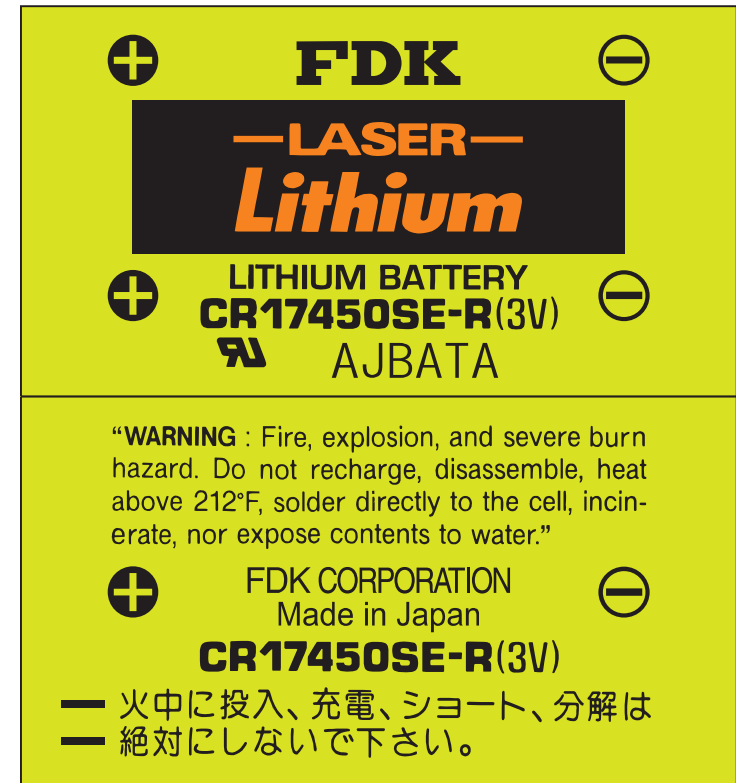 FDK
LASER
Lithium
LITHIUM BATTERY
CR17450SE-R(3V)
RU AJBATA
“WARNING : Fire, explosion, and severe burn
hazard. Do not recharge, disassemble, heat
above 212°F, solder directly to the cell, incin-
erate, nor expose contents to water.”
FDK CORPORATION
Made in Japan
CR17450SE-R(3V)
火中に投入、充電、ショート、分解は
絶対にしないで下さい。